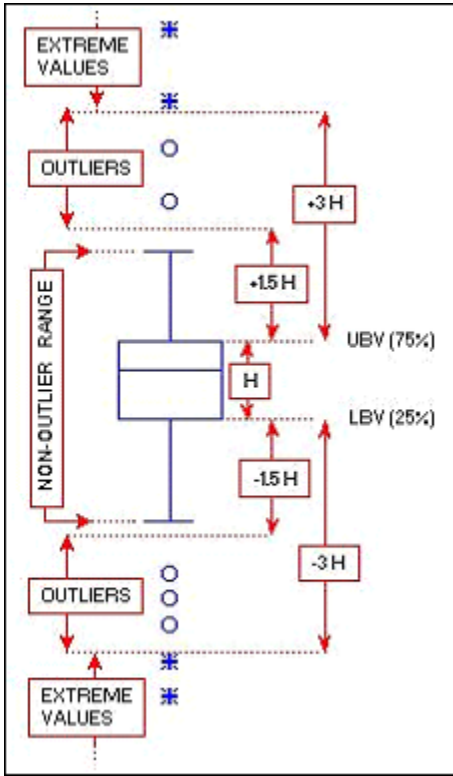 EXTREME
VALUES
OUTLIERS
+3 H
+1.5 H
NON-OUTLIER RANGE
UBV (75%)
H
LBV (25%)
-1.5 H
-3 H
OUTLIERS
EXTREME
VALUES